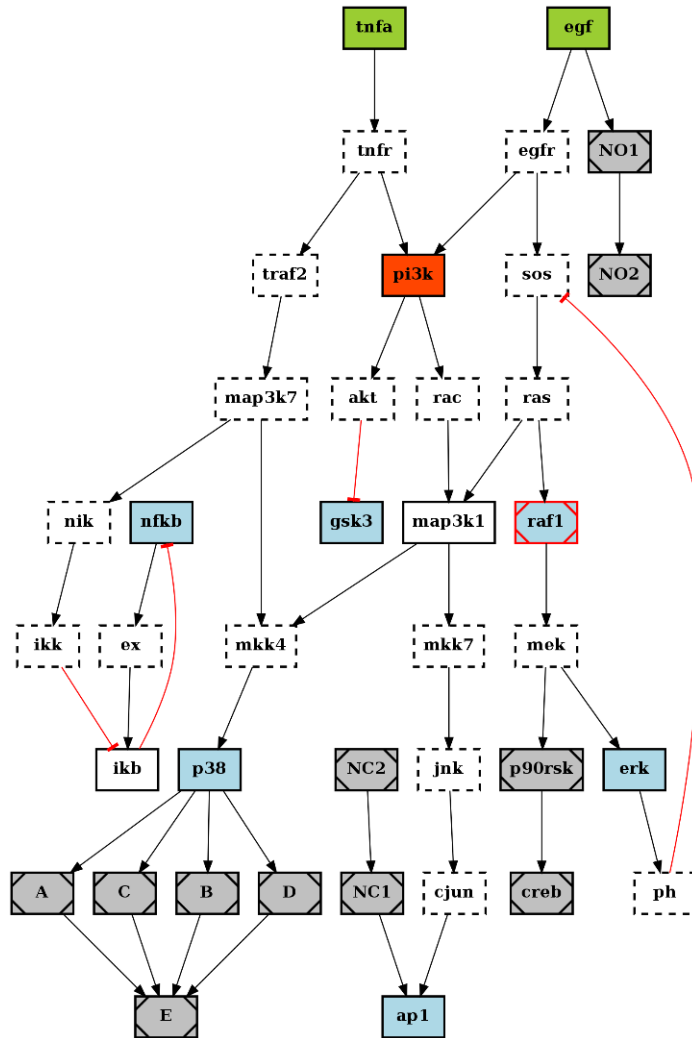 tnfa
egf
tnfr
egfr
NO1
traf2
pi3k
sos
NO2
map3k7
akt
rac
ras
nik
nfkb
gsk3
map3k1
raf1
ikk
ex
mkk4
mkk7
mek
ikb
p38
NC2
jnk
p90rsk
erk
A
C
B
D
NC1
cjun
creb
ph
E
ap1